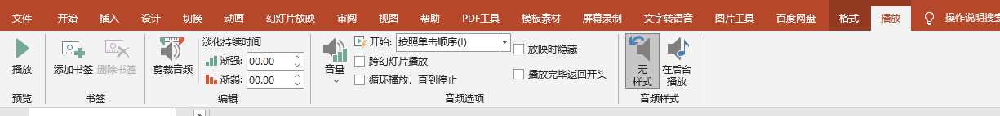 文件 开始 插入 设计 切换 动画 幻灯片放映 审阅 视图 帮助 PDF工具 模板素材 屏幕录制 文字转语音 图片工具 百度网盘 格式 播放 操作说明搜索
播放
预览
添加书签 删除书签
书签
剪裁音频
淡化持续时间
渐强: 00.00
渐弱: 00.00
编辑
音量
开始: 按照单击顺序(I)
跨幻灯片播放
循环播放，直到停止
放映时隐藏
播放完毕返回开头
音频选项
无
样式
在后台
播放
音频样式